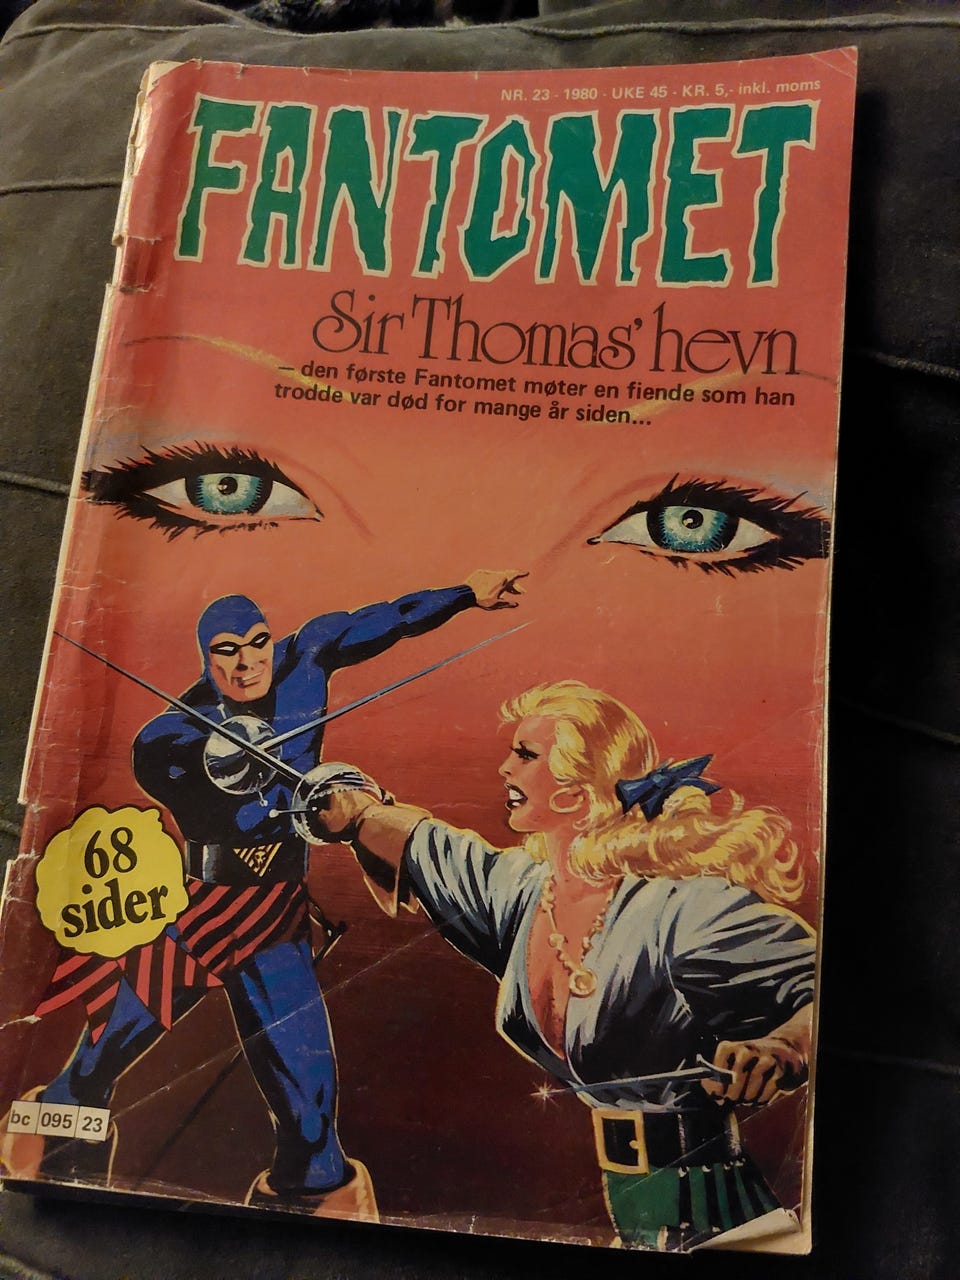 NR. 23 - 1980 - UKE 45 - KR. 5,- inkl. moms
FANTOMET
Sir Thomas' hevn
– den første Fantomet møter en fiende som han
trodde var død for mange år siden...
68
sider
bc 095 23